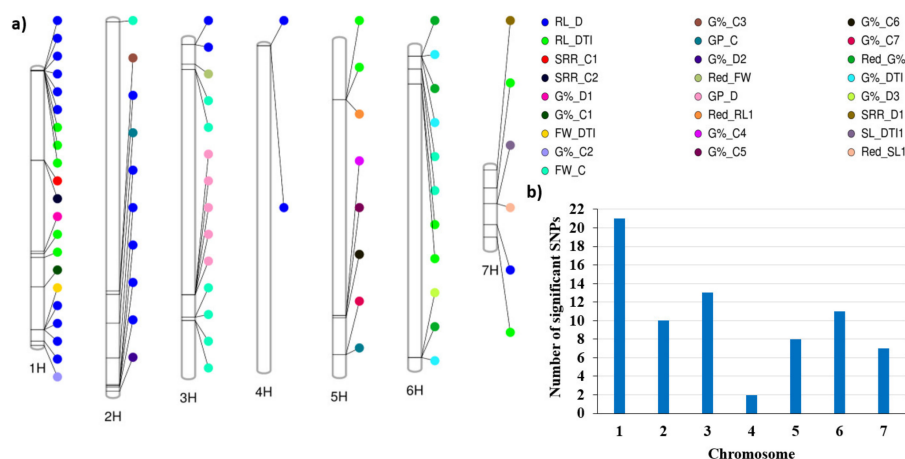 a)
1H
2H
3H
4H
5H
6H
7H
RL_D
RL_DTI
SRR_C1
SRR_C2
G%_D1
G%_C1
FW_DTI
G%_C2
FW_C
G%_C3
GP_C
G%_D2
Red_FW
GP_D
Red_RL1
G%_C4
G%_C5
G%_C6
G%_C7
Red_G%
G%_DTI
G%_D3
SRR_D1
SL_DTI1
Red_SL1
b)
Number of significant SNPs
22
20
18
16
14
12
10
8
6
4
2
0
1 2 3 4 5 6 7
Chromosome